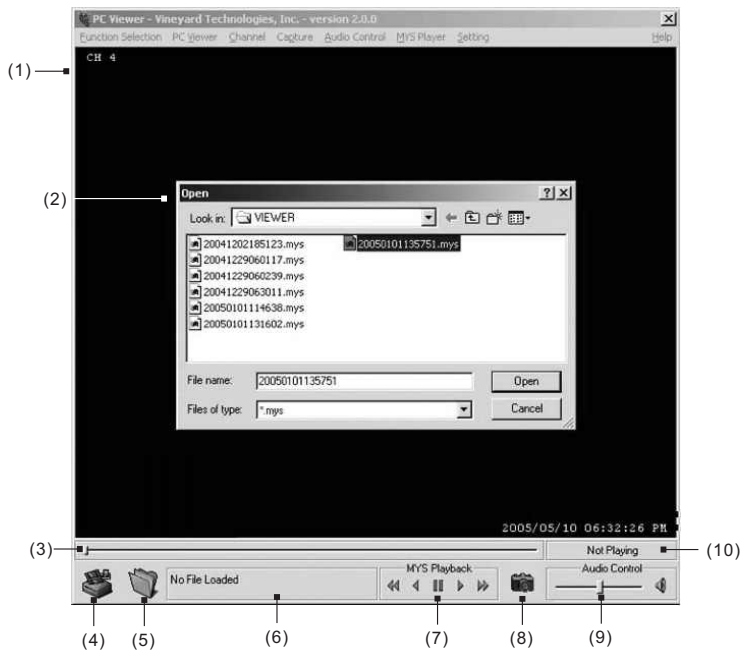 PC Viewer - Vineyard Technologies, Inc. - version 2.0.0
Function Selection PC Viewer Channel Capture Audio Control MYS Player Setting Help
(1)
CH 4
(2)
Open
Look in: VIEWER
20041202185123.mys 20050101135751.mys
20041229060117.mys
20041229060239.mys
20041229063011.mys
20050101114638.mys
20050101131602.mys
File name: 20050101135751 Open
Files of type: *.mys Cancel
2005/05/10 06:32:26 PM
(3) Not Playing (10)
No File Loaded MYS Playback Audio Control
(4) (5) (6) (7) (8) (9)